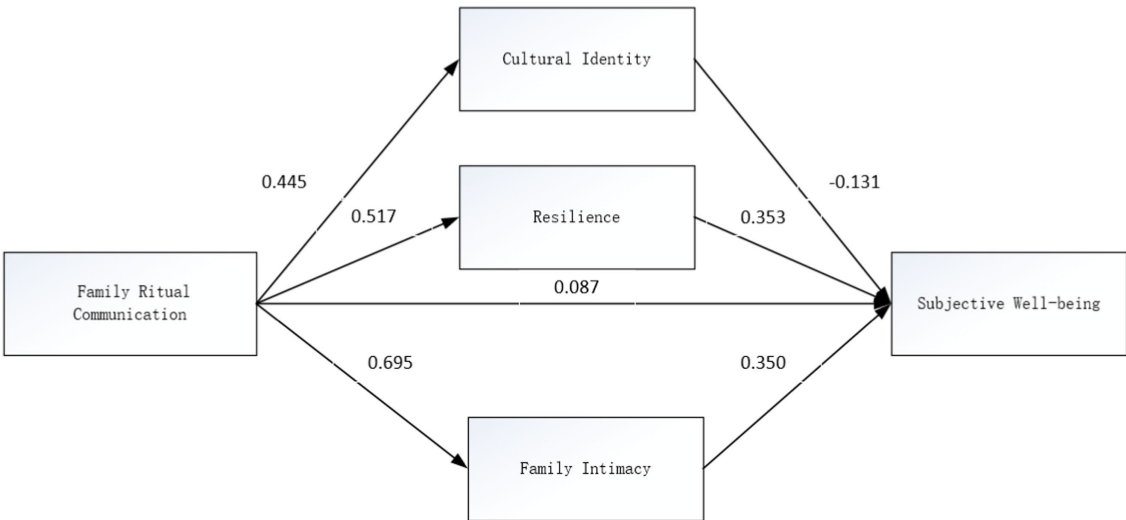 Cultural Identity
0.445
-0.131
Resilience
0.517
0.353
Family Ritual
Communication
0.087
Subjective Well-being
0.695
0.350
Family Intimacy